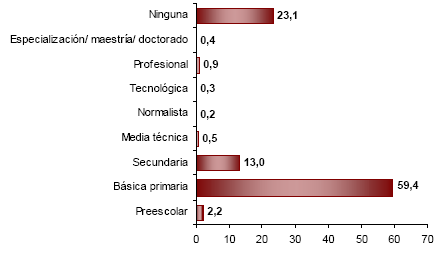 Ninguna 23,1
Especialización/ maestría/ doctorado 0,4
Profesional 0,9
Tecnológica 0,3
Normalista 0,2
Media técnica 0,5
Secundaria 13,0
Básica primaria 59,4
Preescolar 2,2
0 10 20 30 40 50 60 70